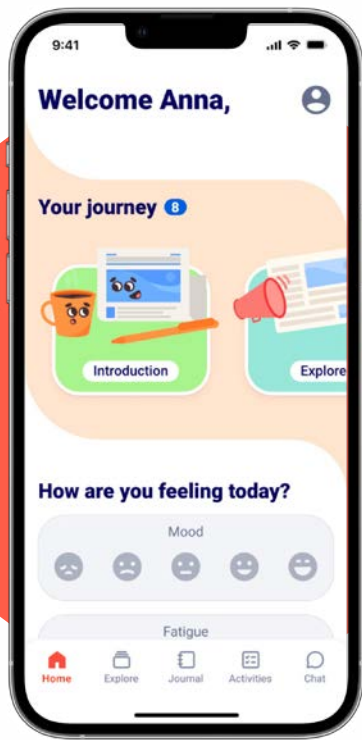 9:41
Welcome Anna,
Your journey 8
Introduction
Explore
How are you feeling today?
Mood
Fatigue
Home Explore Journal Activities Chat